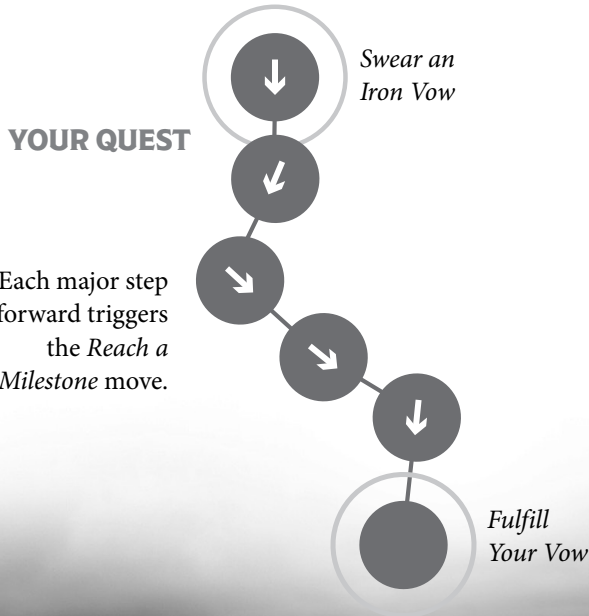 Swear an
Iron Vow
YOUR QUEST
Each major step
forward triggers
the Reach a
Milestone move.
Fulfill
Your Vow